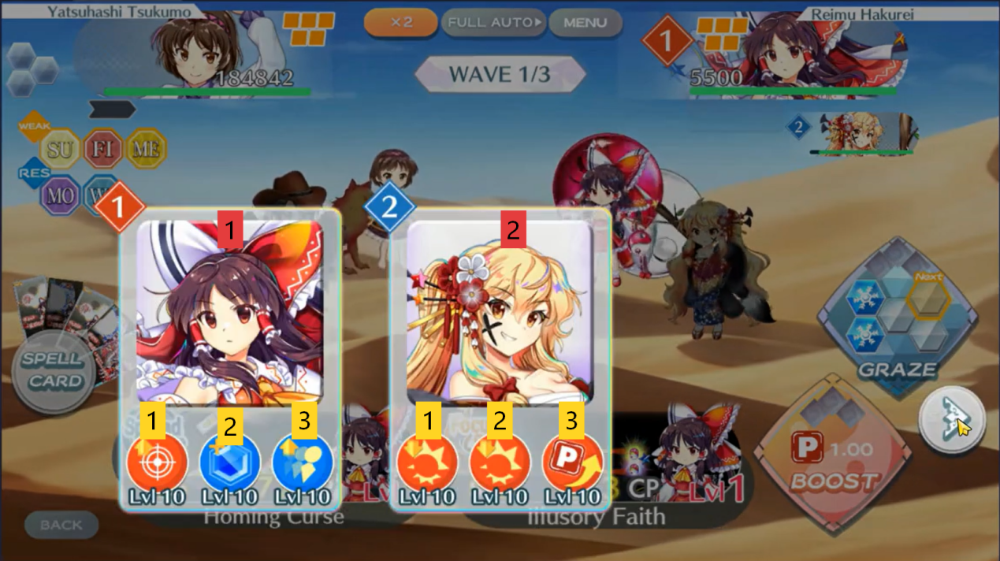 Yatsuhashi Tsukumo
×2
FULL AUTO
MENU
Reimu Hakurei
1
184842
5500
WAVE 1/3
2
WEAK
SU FI ME
RES
MO W
1
2
1
2
SPELL
CARD
Next
GRAZE
1 2 3
1 2 3
P
P 1.00
BOOST
CP
Lvl 10 Lvl 10 Lvl 10
Lvl 10 Lvl 10 Lvl 10
Lvl 1
Homing Curse
Illusory Faith
BACK